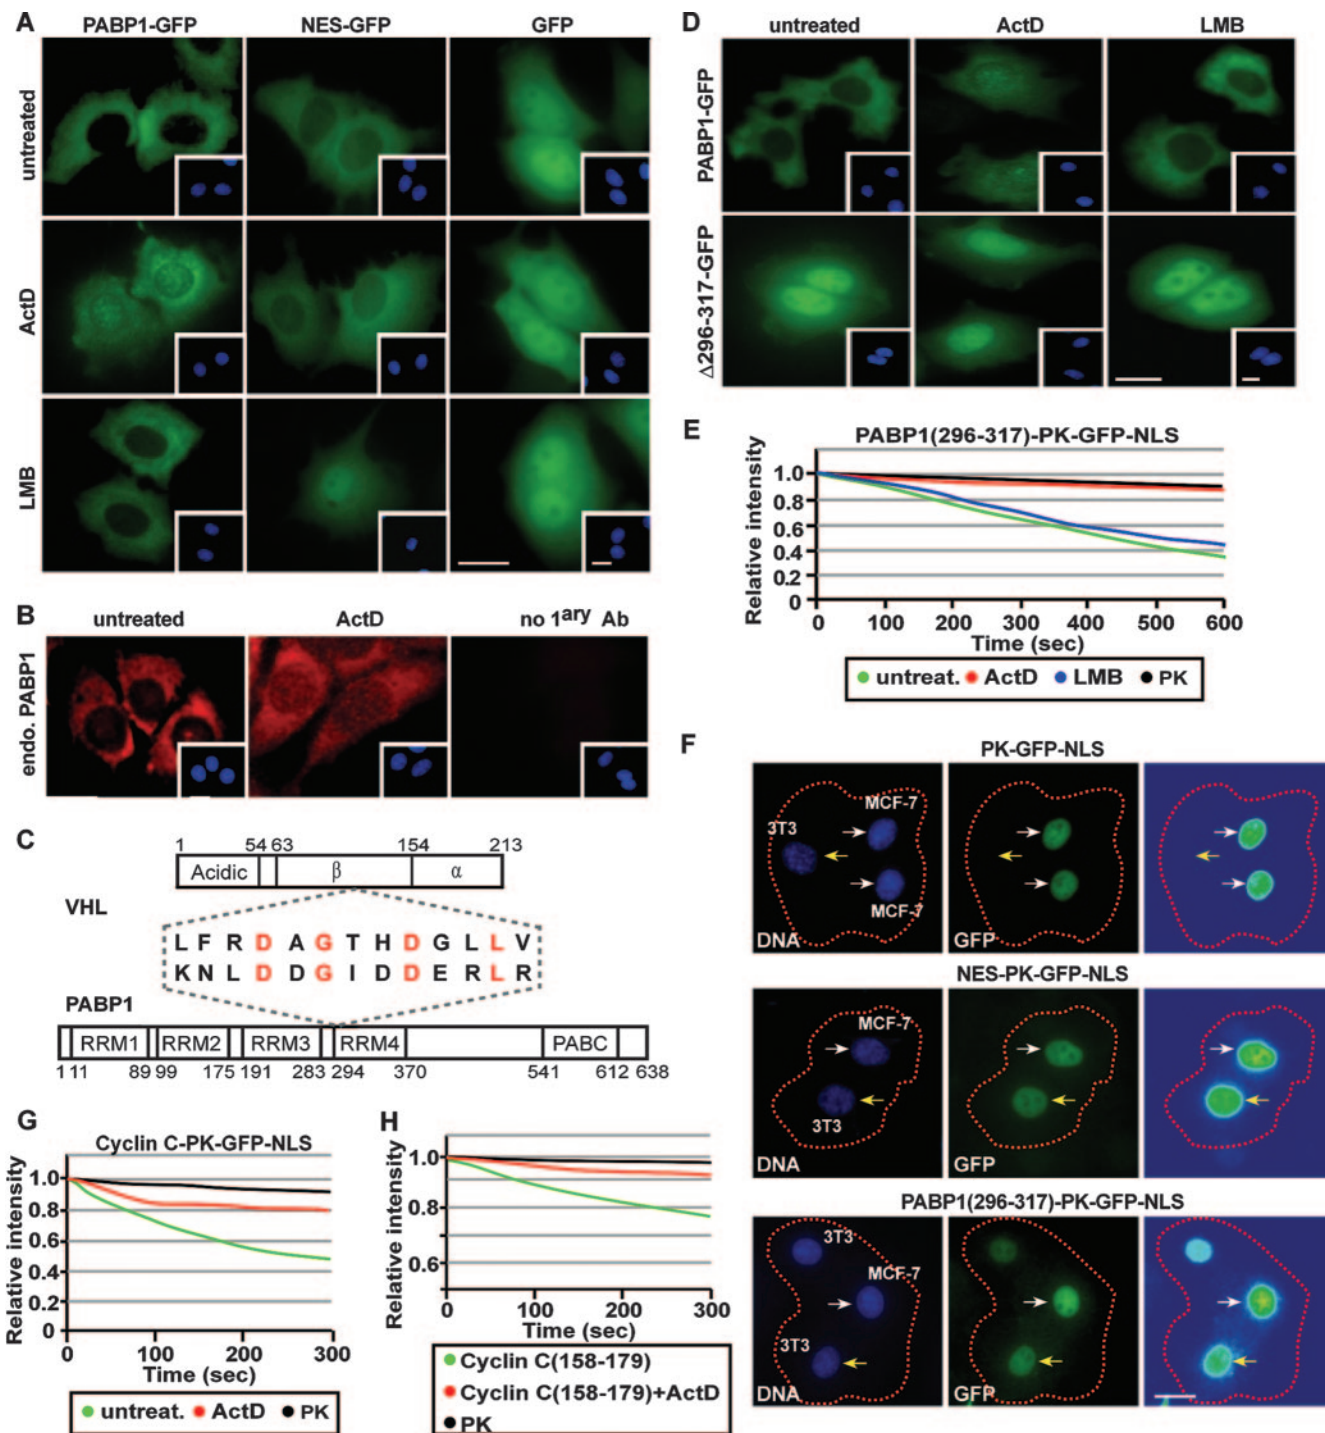 A
PABP1-GFP NES-GFP GFP
untreated
ActD
LMB
B
untreated ActD no 1ary Ab
endo. PABP1
C
1 54 63 154 213
Acidic β α
VHL
L F R D A G T H D G L L V
K N L D D G I D D E R L R
PABP1
RRM1 RRM2 RRM3 RRM4 PABC
1 11 89 99 175 191 283 294 370 541 612 638
D
untreated ActD LMB
PABP1-GFP
Δ296-317-GFP
E
PABP1(296-317)-PK-GFP-NLS
Relative intensity
1.0
0.8
0.6
0.4
0.2
0
0 100 200 300 400 500 600
Time (sec)
untreat. ActD LMB PK
F
PK-GFP-NLS
3T3
MCF-7
MCF-7
DNA GFP
NES-PK-GFP-NLS
MCF-7
3T3
DNA GFP
PABP1(296-317)-PK-GFP-NLS
3T3
MCF-7
3T3
DNA GFP
G
Cyclin C-PK-GFP-NLS
Relative intensity
1.0
0.8
0.6
0.4
0.2
0
0 100 200 300
Time (sec)
untreat. ActD PK
H
Relative intensity
1.0
0.8
0.6
0 100 200 300
Time (sec)
Cyclin C(158-179)
Cyclin C(158-179)+ActD
PK